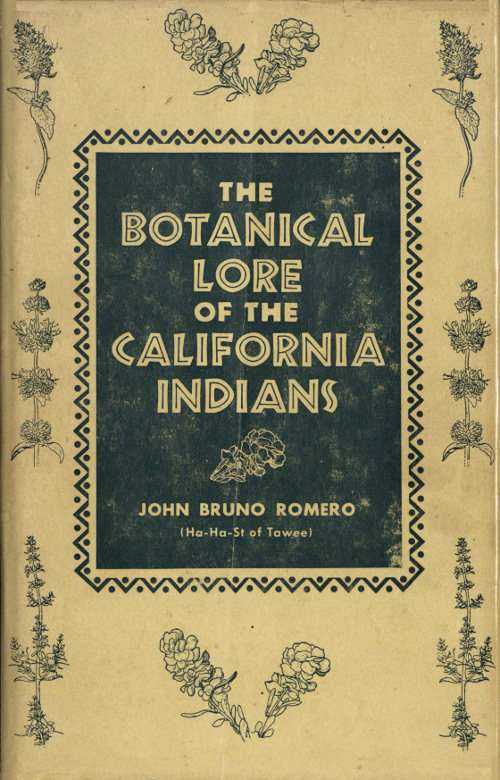 THE
BOTANICAL
LORE
OF THE
CALIFORNIA
INDIANS
JOHN BRUNO ROMERO
(Ha-Ha-St of Tawee)